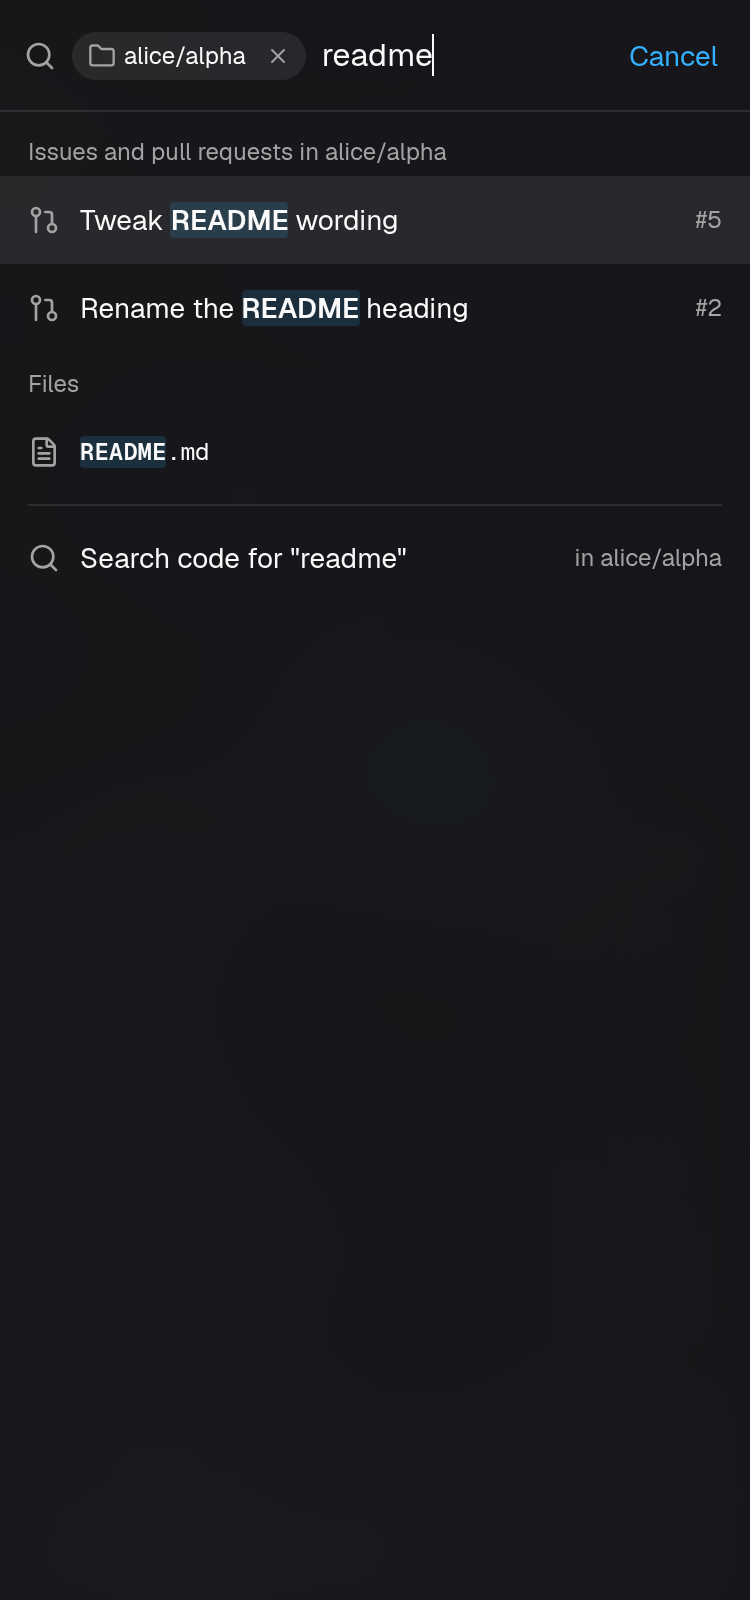 alice/alpha readme Cancel
Issues and pull requests in alice/alpha
Tweak README wording #5
Rename the README heading #2
Files
README.md
Search code for "readme" in alice/alpha